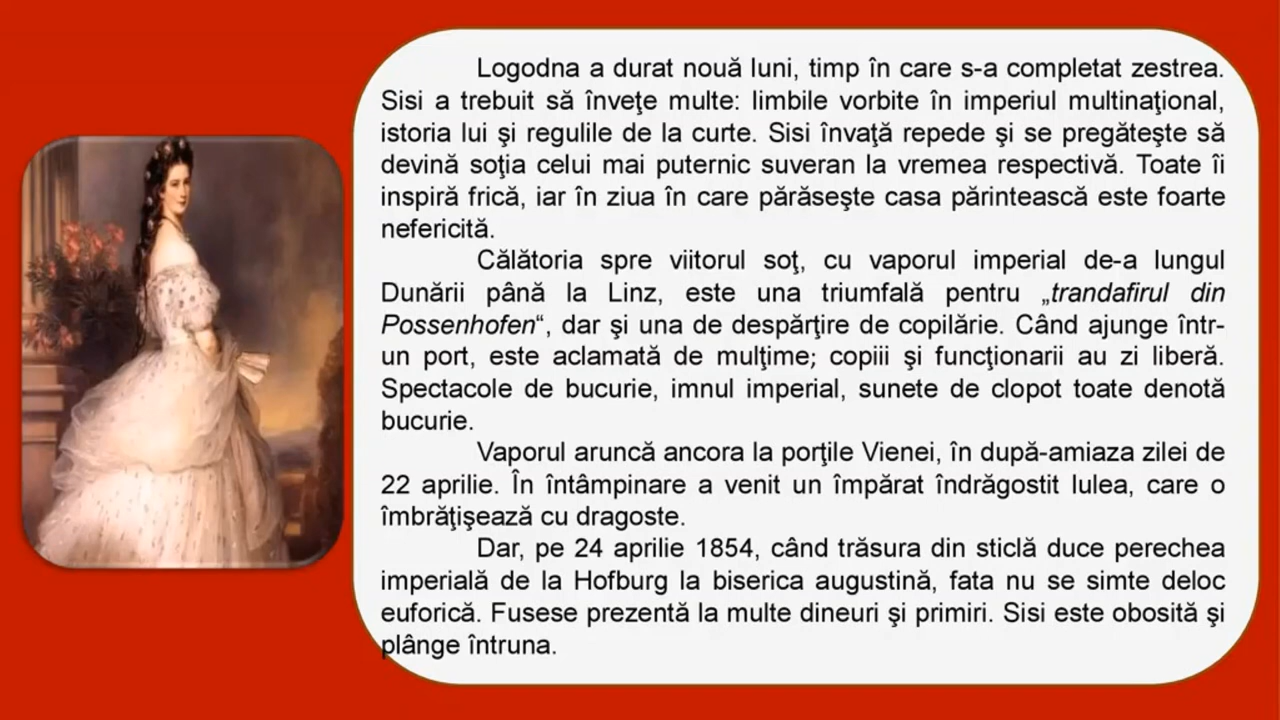 Logodna a durat nouă luni, timp în care s-a completat zestrea.
Sisi a trebuit să înveţe multe: limbile vorbite în imperiul multinaţional,
istoria lui şi regulile de la curte. Sisi învaţă repede şi se pregăteşte să
devină soţia celui mai puternic suveran la vremea respectivă. Toate îi
inspiră frică, iar în ziua în care părăseşte casa părintească este foarte
nefericită.
Călătoria spre viitorul soţ, cu vaporul imperial de-a lungul
Dunării până la Linz, este una triumfală pentru „trandafirul din
Possenhofen“, dar şi una de despărţire de copilărie. Când ajunge într-
un port, este aclamată de mulţime; copiii şi funcţionarii au zi liberă.
Spectacole de bucurie, imnul imperial, sunete de clopot toate denotă
bucurie.
Vaporul aruncă ancora la porţile Vienei, în după-amiaza zilei de
22 aprilie. În întâmpinare a venit un împărat îndrăgostit lulea, care o
îmbrăţişează cu dragoste.
Dar, pe 24 aprilie 1854, când trăsura din sticlă duce perechea
imperială de la Hofburg la biserica augustină, fata nu se simte deloc
euforică. Fusese prezentă la multe dineuri şi primiri. Sisi este obosită şi
plânge întruna.